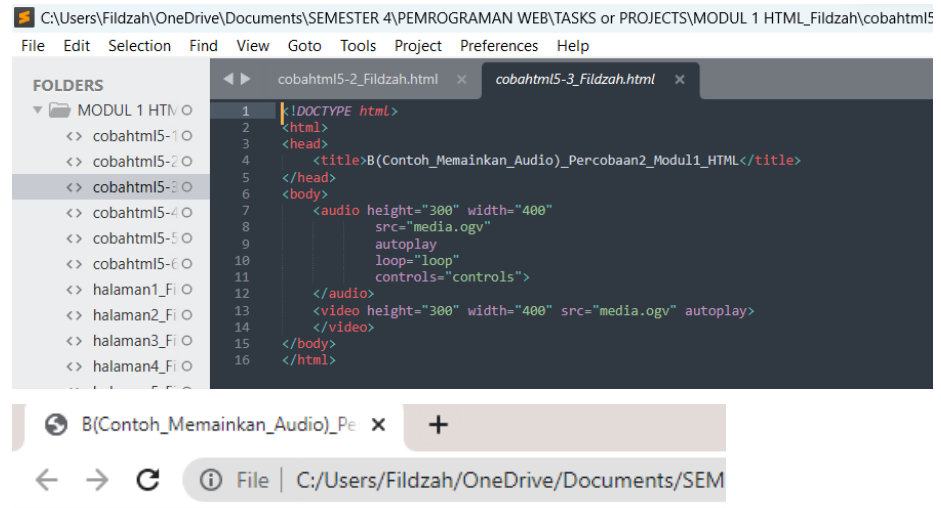 C:\Users\Fildzah\OneDrive\Documents\SEMESTER 4\PEMROGRAMAN WEB\TASKS or PROJECTS\MODUL 1 HTML_Fildzah\cobahtml5
File Edit Selection Find View Goto Tools Project Preferences Help
FOLDERS
MODUL 1 HTM
<> cobahtml5-1
<> cobahtml5-2
<> cobahtml5-3
<> cobahtml5-4
<> cobahtml5-5
<> cobahtml5-6
<> halaman1_Fi
<> halaman2_Fi
<> halaman3_Fi
<> halaman4_Fi
cobahtml5-2_Fildzah.html × cobahtml5-3_Fildzah.html ×
1 <!DOCTYPE html>
2 <html>
3 <head>
4 <title>B(Contoh_Memainkan_Audio)_Percobaan2_Modul1_HTML</title>
5 </head>
6 <body>
7 <audio height="300" width="400"
8 src="media.ogv"
9 autoplay
10 loop="loop"
11 controls="controls">
12 </audio>
13 <video height="300" width="400" src="media.ogv" autoplay>
14 </video>
15 </body>
16 </html>
B(Contoh_Memainkan_Audio)_Pe × +
File | C:/Users/Fildzah/OneDrive/Documents/SEM